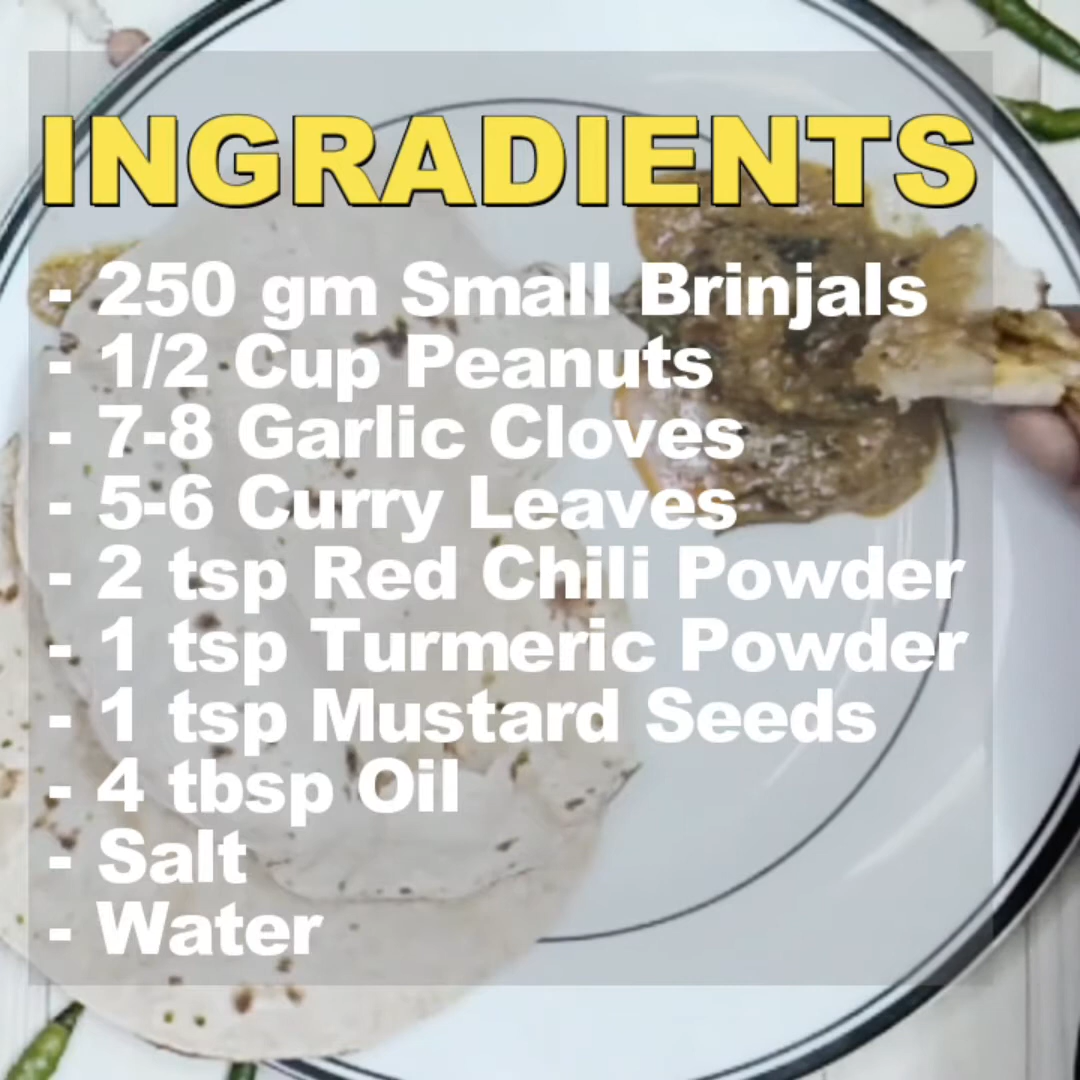 INGRADIENTS
- 250 gm Small Brinjals
- 1/2 Cup Peanuts
- 7-8 Garlic Cloves
- 5-6 Curry Leaves
- 2 tsp Red Chili Powder
- 1 tsp Turmeric Powder
- 1 tsp Mustard Seeds
- 4 tbsp Oil
- Salt
- Water